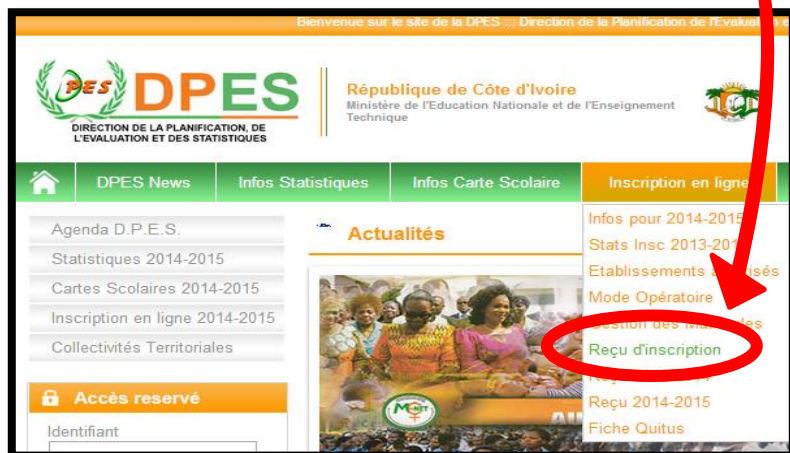 Bienvenue sur le site de la DPES ::: Direction de la Planification de l'Evaluation e
PES DPES
DIRECTION DE LA PLANIFICATION, DE
L'EVALUATION ET DES STATISTIQUES
République de Côte d'Ivoire
Ministère de l'Education Nationale et de l'Enseignement
Technique
DPES News
Infos Statistiques
Infos Carte Scolaire
Inscription en ligne
Agenda D.P.E.S.
Statistiques 2014-2015
Cartes Scolaires 2014-2015
Inscription en ligne 2014-2015
Collectivités Territoriales
Accès reservé
Identifiant
Actualités
Infos pour 2014-2015
Stats Insc 2013-201
Etablissements
Mode Opératoire
Gestion des
Reçu d'inscription
Reçu 2014-2015
Fiche Quitus